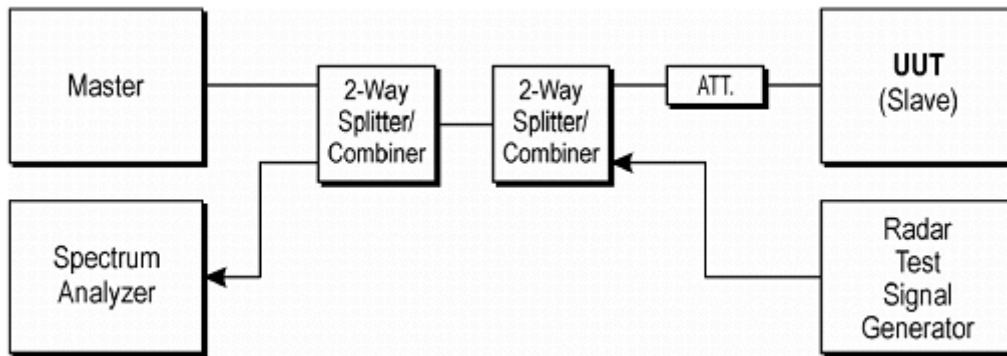 Master
2-Way
Splitter/
Combiner
2-Way
Splitter/
Combiner
ATT.
UUT
(Slave)
Spectrum
Analyzer
Radar
Test
Signal
Generator